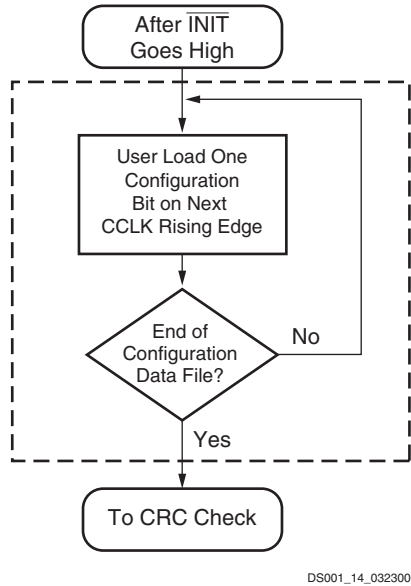 After I̅N̅I̅T̅
Goes High
User Load One
Configuration
Bit on Next
CCLK Rising Edge
End of
Configuration
Data File?
No
Yes
To CRC Check
DS001_14_032300